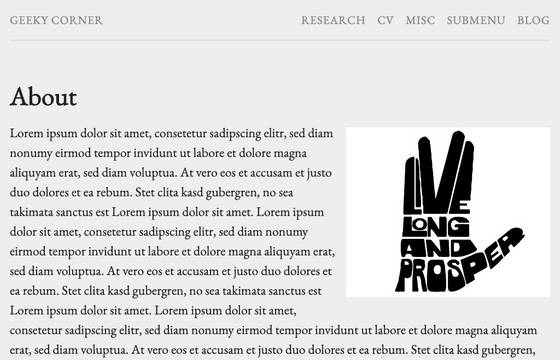 GEEKY CORNER
RESEARCH CV MISC SUBMENU BLOG
About
Lorem ipsum dolor sit amet, consetetur sadipscing elitr, sed diam
nonumy eirmod tempor invidunt ut labore et dolore magna
aliquyam erat, sed diam voluptua. At vero eos et accusam et justo
duo dolores et ea rebum. Stet clita kasd gubergren, no sea
takimata sanctus est Lorem ipsum dolor sit amet. Lorem ipsum
dolor sit amet, consetetur sadipscing elitr, sed diam nonumy
eirmod tempor invidunt ut labore et dolore magna aliquyam erat,
sed diam voluptua. At vero eos et accusam et justo duo dolores et
ea rebum. Stet clita kasd gubergren, no sea takimata sanctus est
Lorem ipsum dolor sit amet. Lorem ipsum dolor sit amet,
consetetur sadipscing elitr, sed diam nonumy eirmod tempor invidunt ut labore et dolore magna aliquyam
erat, sed diam voluptua. At vero eos et accusam et justo duo dolores et ea rebum. Stet clita kasd gubergren,
LIVE
LONG
AND
PROSPER